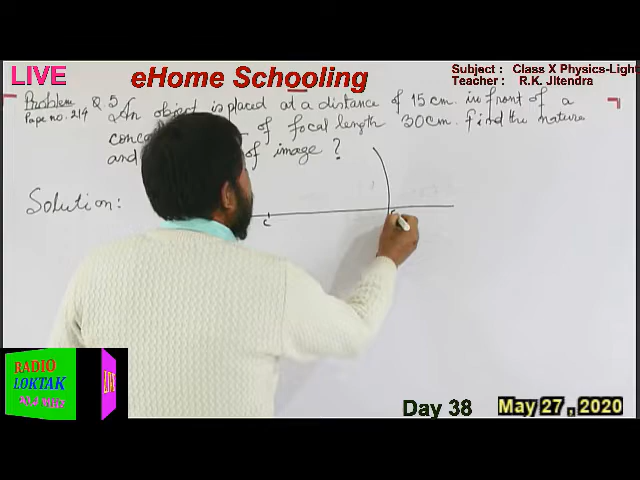 LIVE
eHome Schooling
Subject : Class X Physics-Light
Teacher : R.K. Jitendra
Problem Q.5 An object is placed at a distance of 15 cm. in front of a
Page no. 214
of focal length 30cm. Find the nature
and of image ?
Solution:
C
RADIO
LOKTAK
Day 38
May 27 , 2020